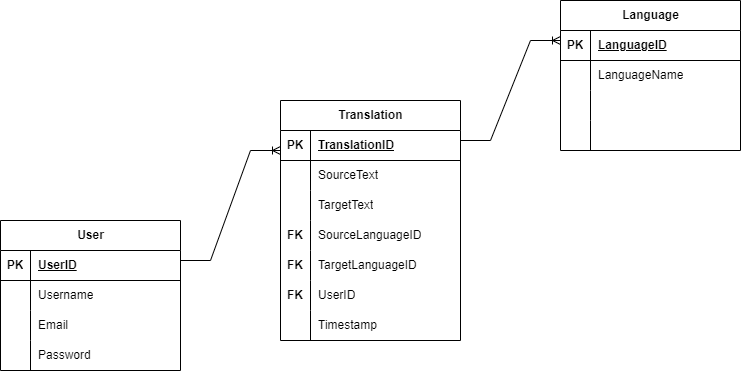 Language
PK LanguageID
LanguageName
Translation
PK TranslationID
SourceText
TargetText
FK SourceLanguageID
FK TargetLanguageID
FK UserID
Timestamp
User
PK UserID
Username
Email
Password